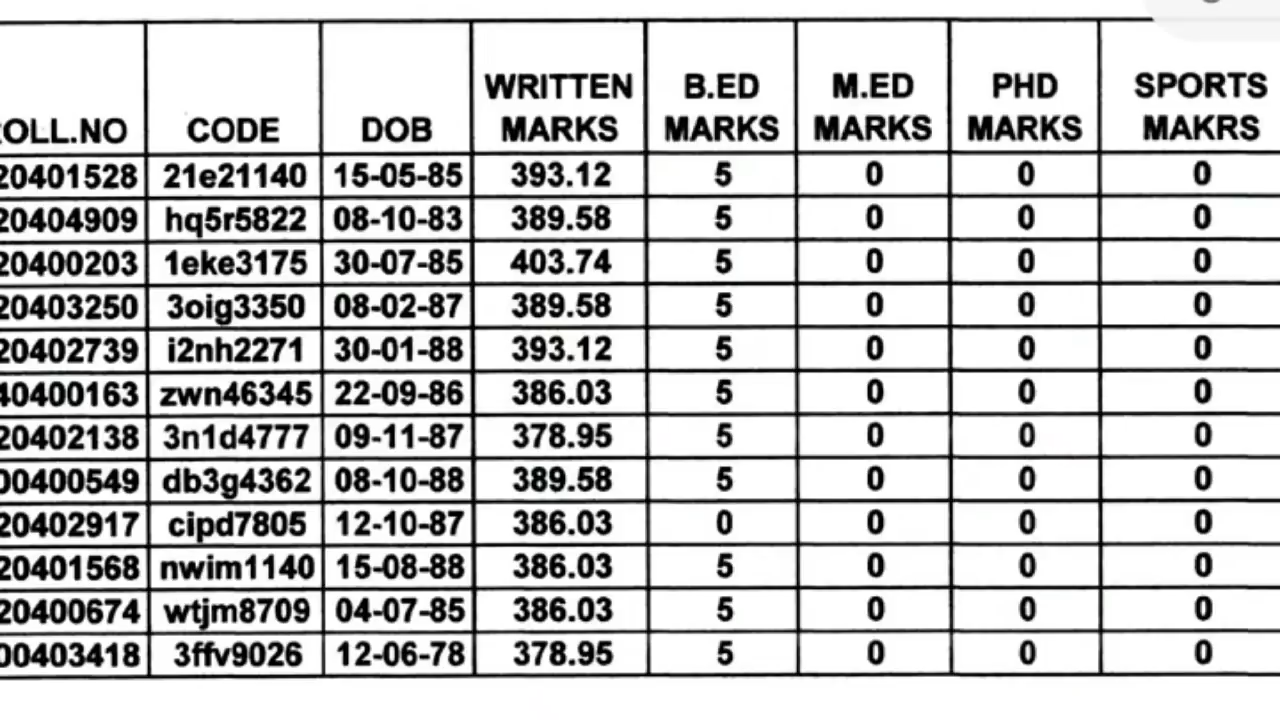 WRITTEN B.ED M.ED PHD SPORTS
OLL.NO CODE DOB MARKS MARKS MARKS MARKS MAKRS
20401528 21e21140 15-05-85 393.12 5 0 0 0
20404909 hq5r5822 08-10-83 389.58 5 0 0 0
20400203 1eke3175 30-07-85 403.74 5 0 0 0
20403250 3oig3350 08-02-87 389.58 5 0 0 0
20402739 i2nh2271 30-01-88 393.12 5 0 0 0
40400163 zwn46345 22-09-86 386.03 5 0 0 0
20402138 3n1d4777 09-11-87 378.95 5 0 0 0
00400549 db3g4362 08-10-88 389.58 5 0 0 0
20402917 cipd7805 12-10-87 386.03 0 0 0 0
20401568 nwim1140 15-08-88 386.03 5 0 0 0
20400674 wtjm8709 04-07-85 386.03 5 0 0 0
00403418 3ffv9026 12-06-78 378.95 5 0 0 0